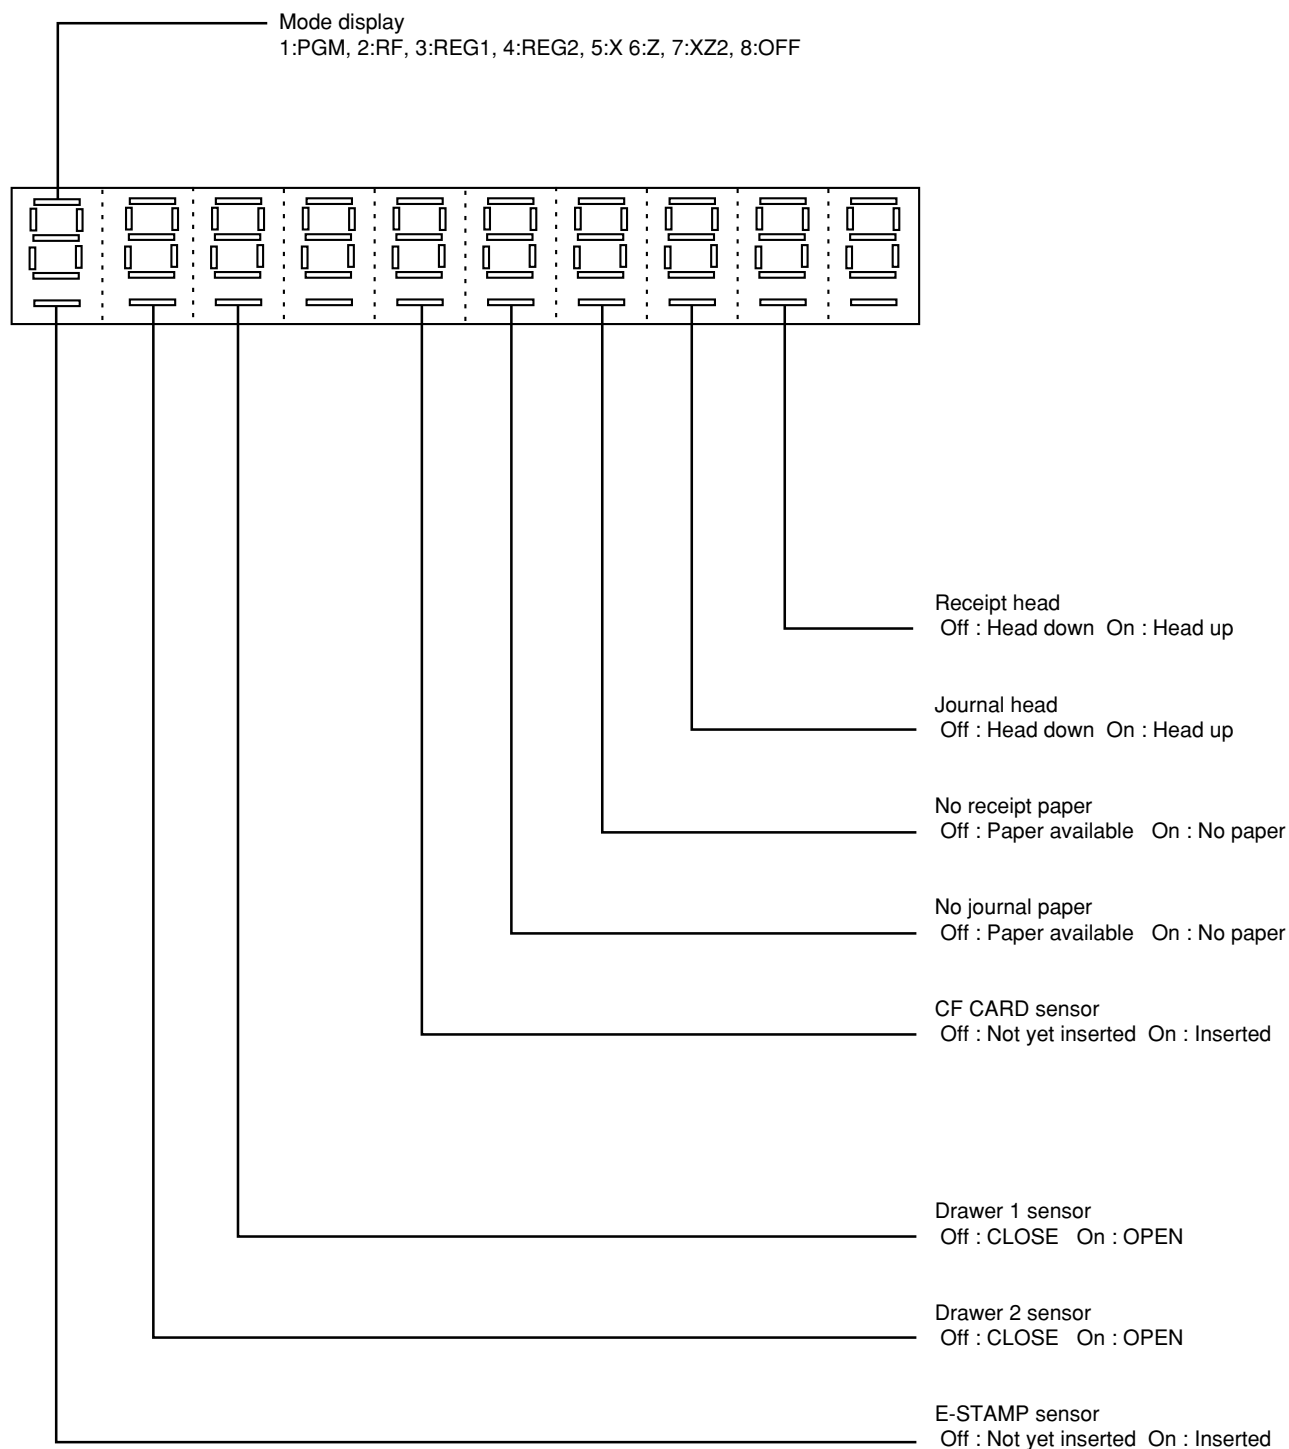 Mode display
1:PGM, 2:RF, 3:REG1, 4:REG2, 5:X 6:Z, 7:XZ2, 8:OFF
Receipt head
Off : Head down On : Head up
Journal head
Off : Head down On : Head up
No receipt paper
Off : Paper available On : No paper
No journal paper
Off : Paper available On : No paper
CF CARD sensor
Off : Not yet inserted On : Inserted
Drawer 1 sensor
Off : CLOSE On : OPEN
Drawer 2 sensor
Off : CLOSE On : OPEN
E-STAMP sensor
Off : Not yet inserted On : Inserted